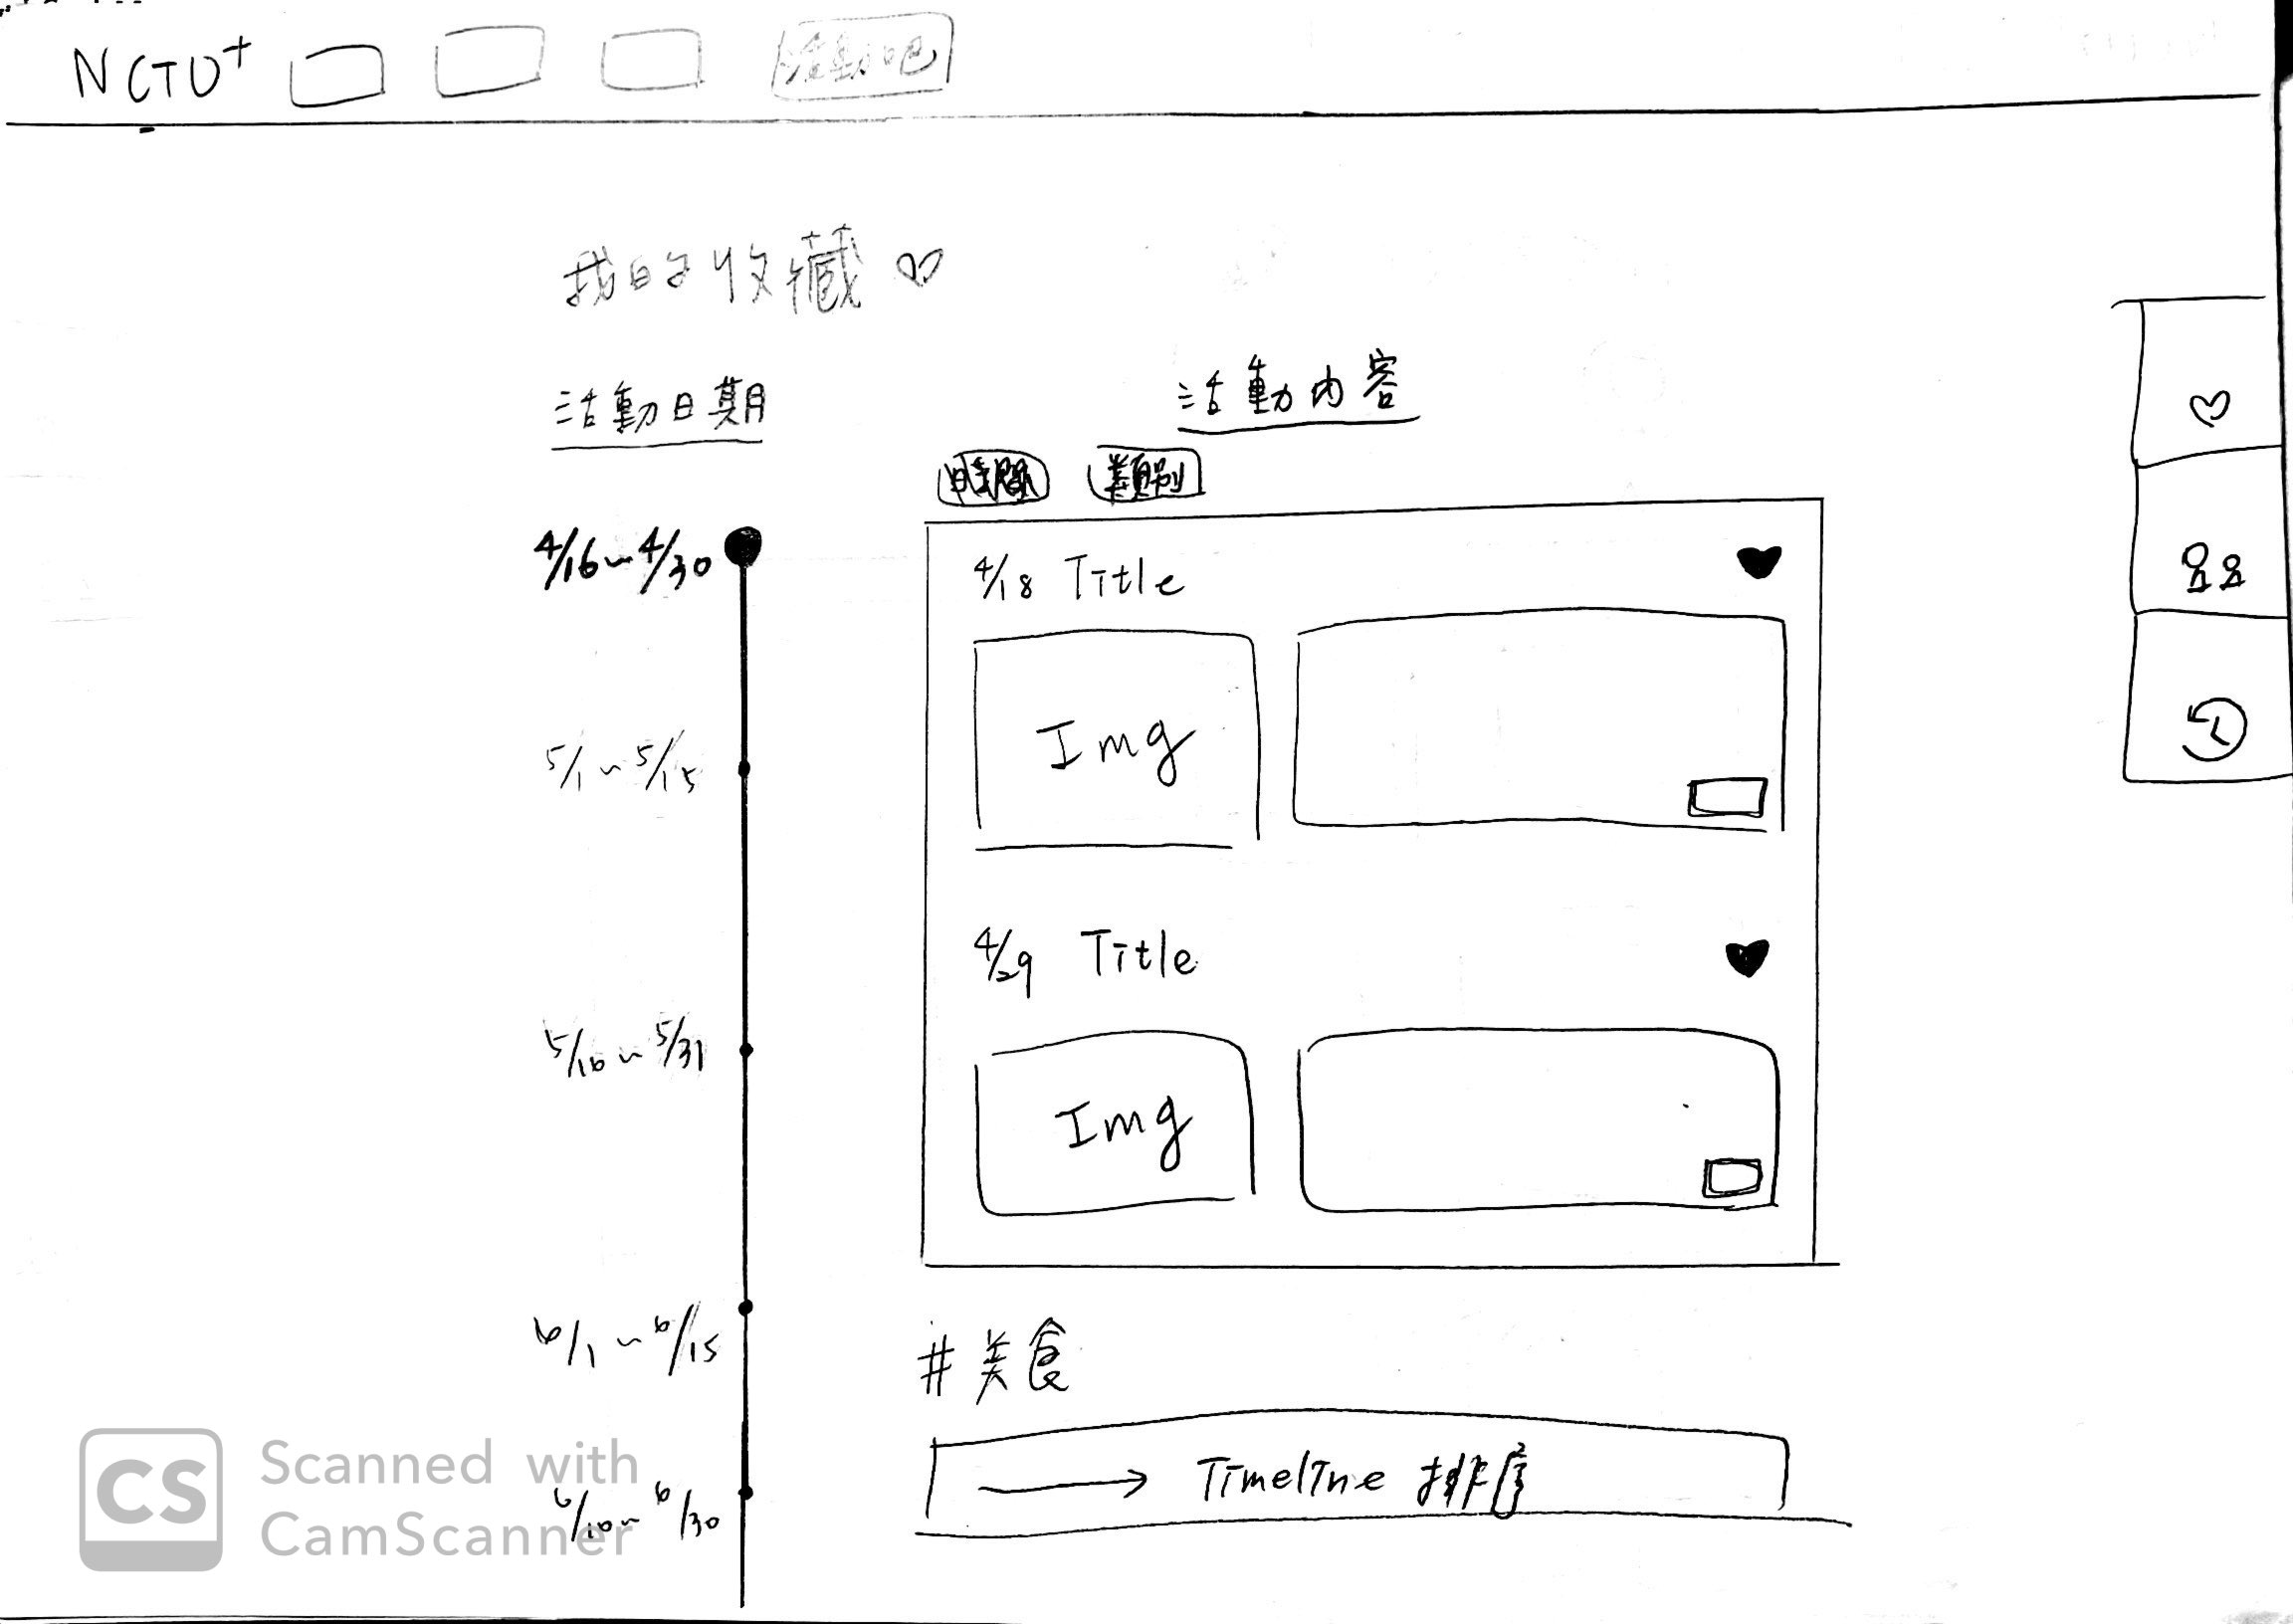 NCTU+ 活動吧
我的收藏♡
活動日期
活動內容
時間 類別
4/16~4/30
4/18 Title
Img
5/1~5/15
4/29 Title
5/16~5/31
Img
6/1~6/15
#美食
→ Timeline 排序
6/16~6/30
CS Scanned with
CamScanner